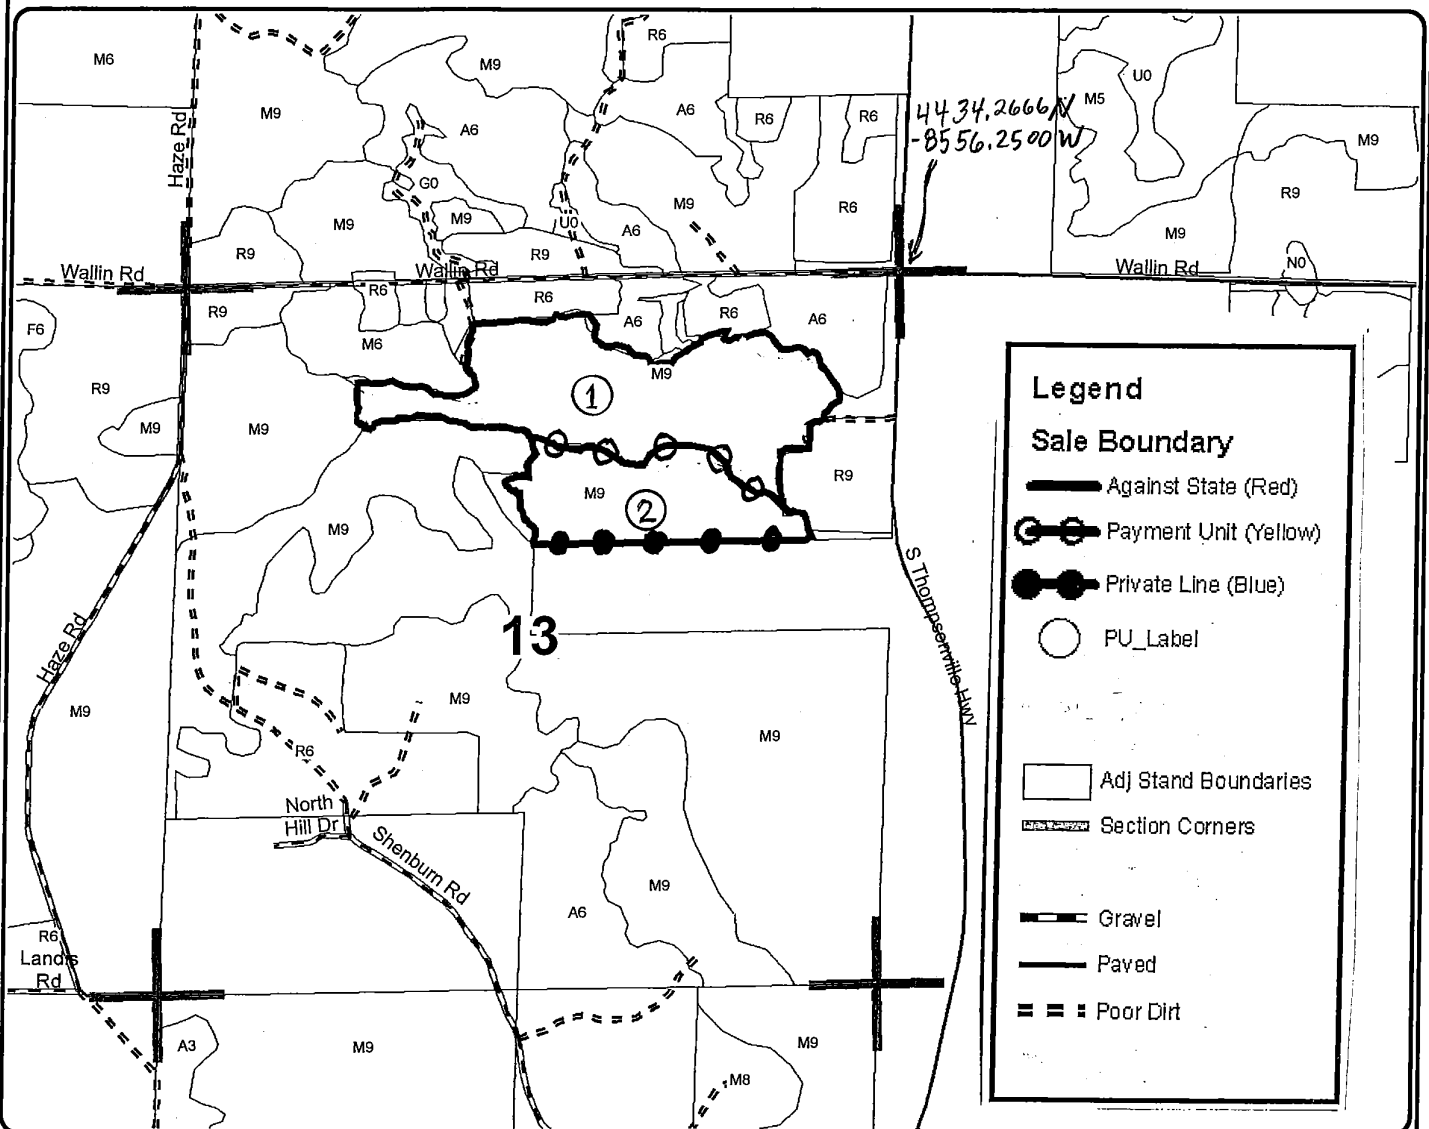 M6
M9
M9
R6
A6
A6
R6
R6
4434.2666 N
-8556.2500 W
M5
U0
M9
Haze Rd
G0
M9
M9
M9
R6
R9
M9
U0
A6
R9
R9
M9
N0
Wallin Rd
Wallin Rd
Wallin Rd
R6
R6
R9
F6
M6
A6
R6
A6
M9
R9
M9
M9
1
R9
M9
2
M9
13
S Thompsonville Hwy
Haze Rd
M9
M9
M9
R6
North
Hill Dr
Shenburn Rd
M9
A6
R6
Landis
Rd
A3
M9
M9
M8
Legend
Sale Boundary
Against State (Red)
Payment Unit (Yellow)
Private Line (Blue)
PU_Label
Adj Stand Boundaries
Section Corners
Gravel
Paved
Poor Dirt